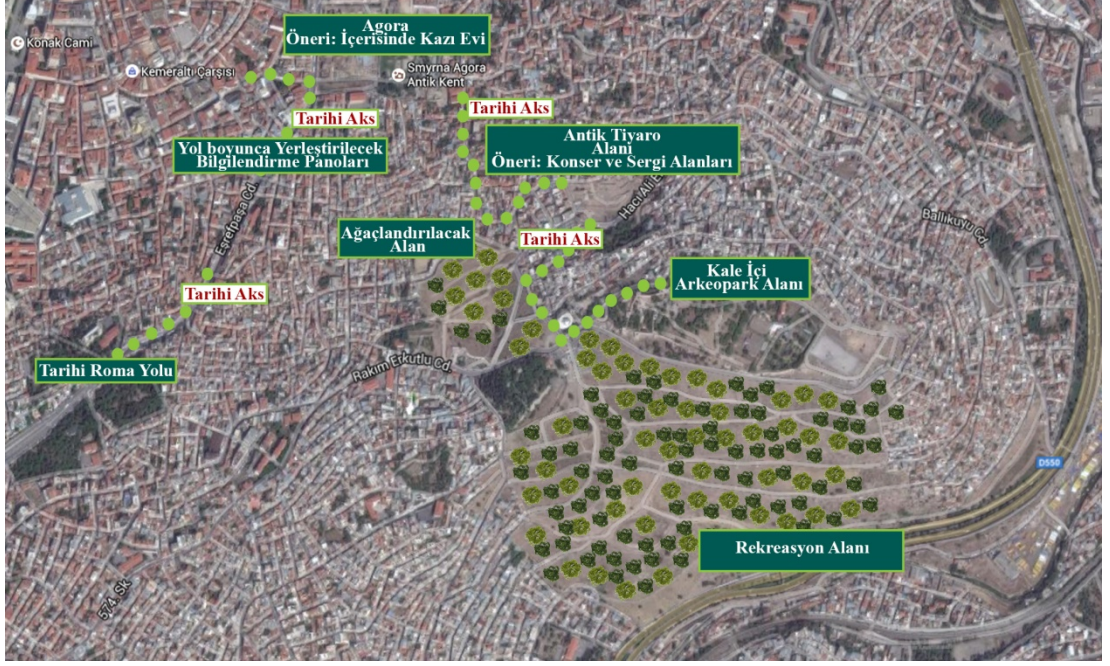 Agora
Öneri: İçerisinde Kazı Evi
Konak Cami
Kemeraltı Çarşısı
Smyrna Agora
Antik Kent
Tarihi Aks
Tarihi Aks
Yol boyunca Yerleştirilecek
Bilgilendirme Panoları
Antik Tiyaro
Alanı
Öneri: Konser ve Sergi Alanları
Hacı Ali E
Eşrefpaşa Cd.
Ballıkuyu Cd.
Ağaçlandırılacak
Alan
Tarihi Aks
Kale İçi
Arkeopark Alanı
Tarihi Aks
Tarihi Roma Yolu
Rakım Erkutlu Cd.
D550
Rekreasyon Alanı
574. Sk